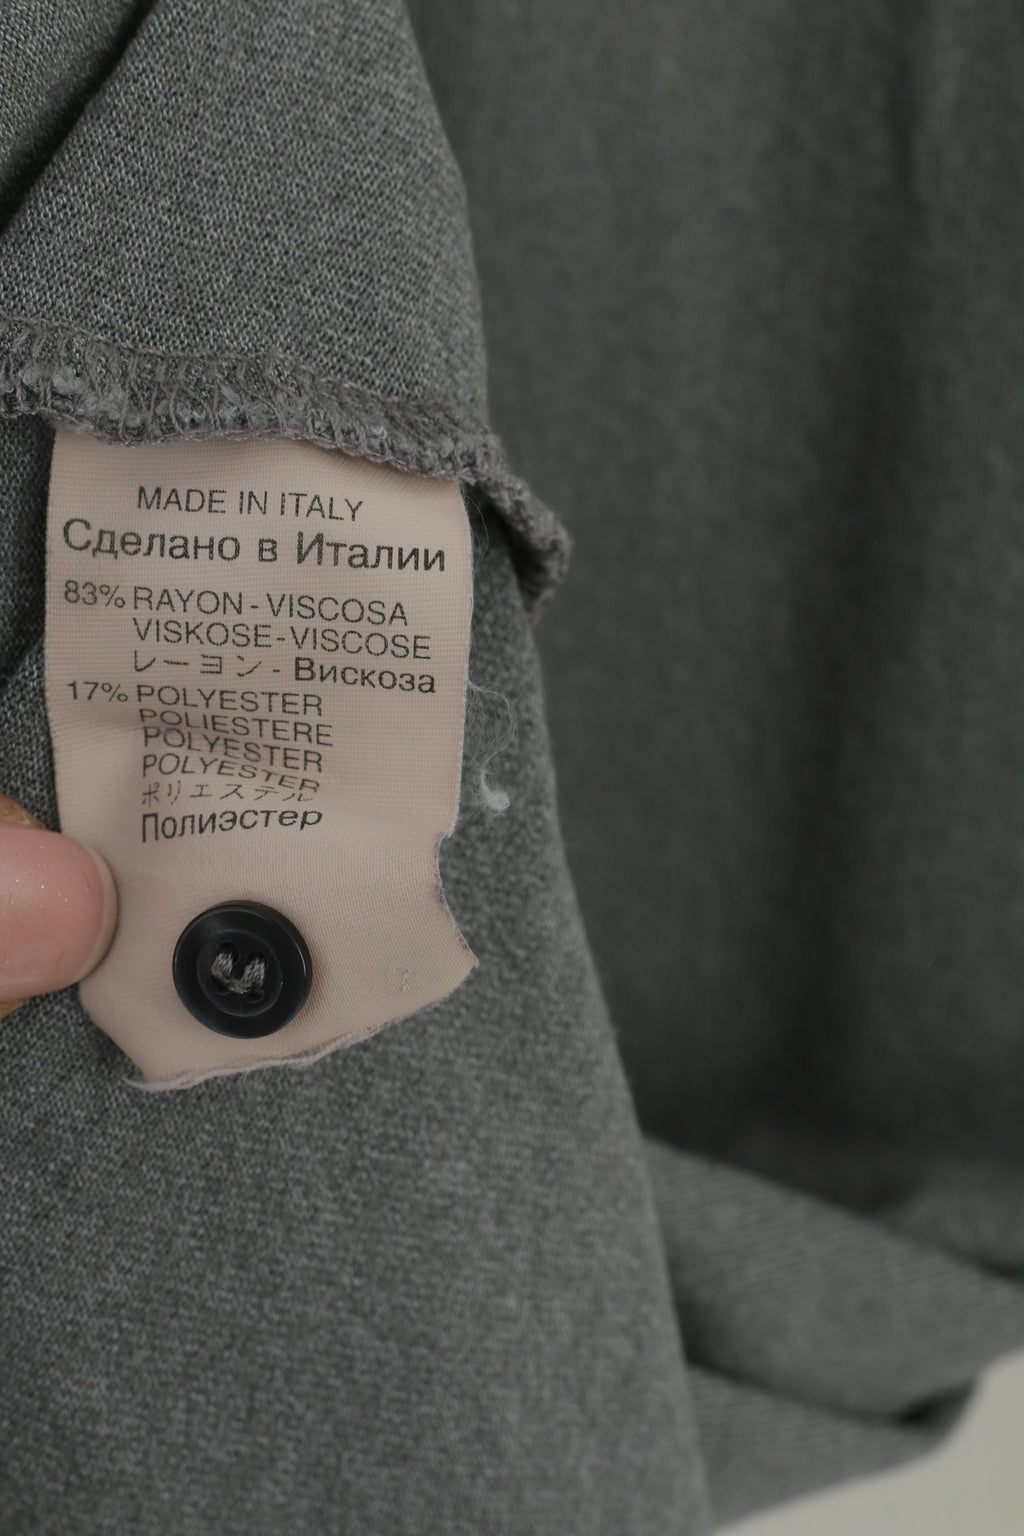 MADE IN ITALY
Сделано в Италии
83% RAYON - VISCOSA
VISKOSE - VISCOSE
レーヨン - Вискоза
17% POLYESTER
POLIESTERE
POLYESTER
POLYESTER
ポリエステル
Полиэстер